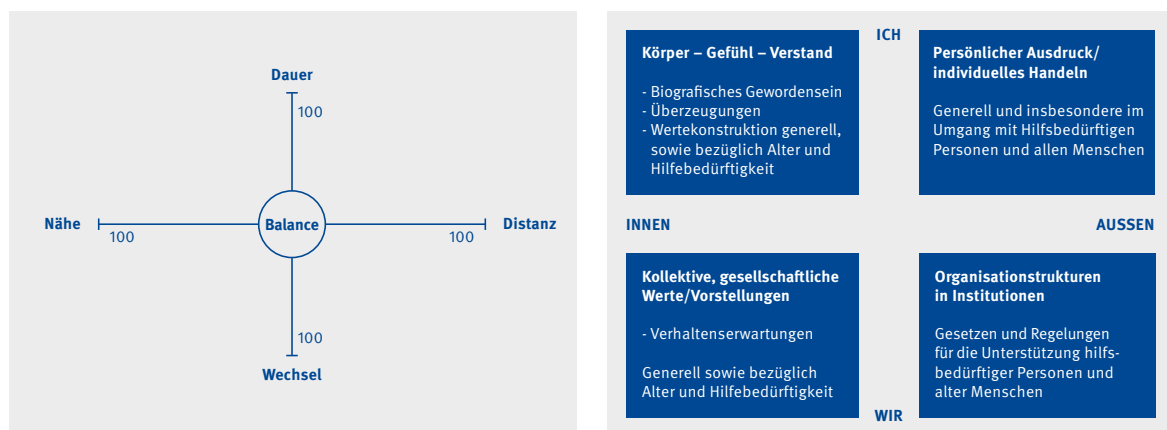 Dauer
100
Nähe
100
Balance
100
Distanz
100
Wechsel
ICH
Körper – Gefühl – Verstand
- Biografisches Gewordensein
- Überzeugungen
- Wertekonstruktion generell,
sowie bezüglich Alter und
Hilfebedürftigkeit
Persönlicher Ausdruck/
individuelles Handeln
Generell und insbesondere im
Umgang mit Hilfsbedürftigen
Personen und allen Menschen
INNEN
AUSSEN
Kollektive, gesellschaftliche
Werte/Vorstellungen
- Verhaltenserwartungen
Generell sowie bezüglich
Alter und Hilfebedürftigkeit
Organisationstrukturen
in Institutionen
Gesetzen und Regelungen
für die Unterstützung hilfs-
bedürftiger Personen und
alter Menschen
WIR